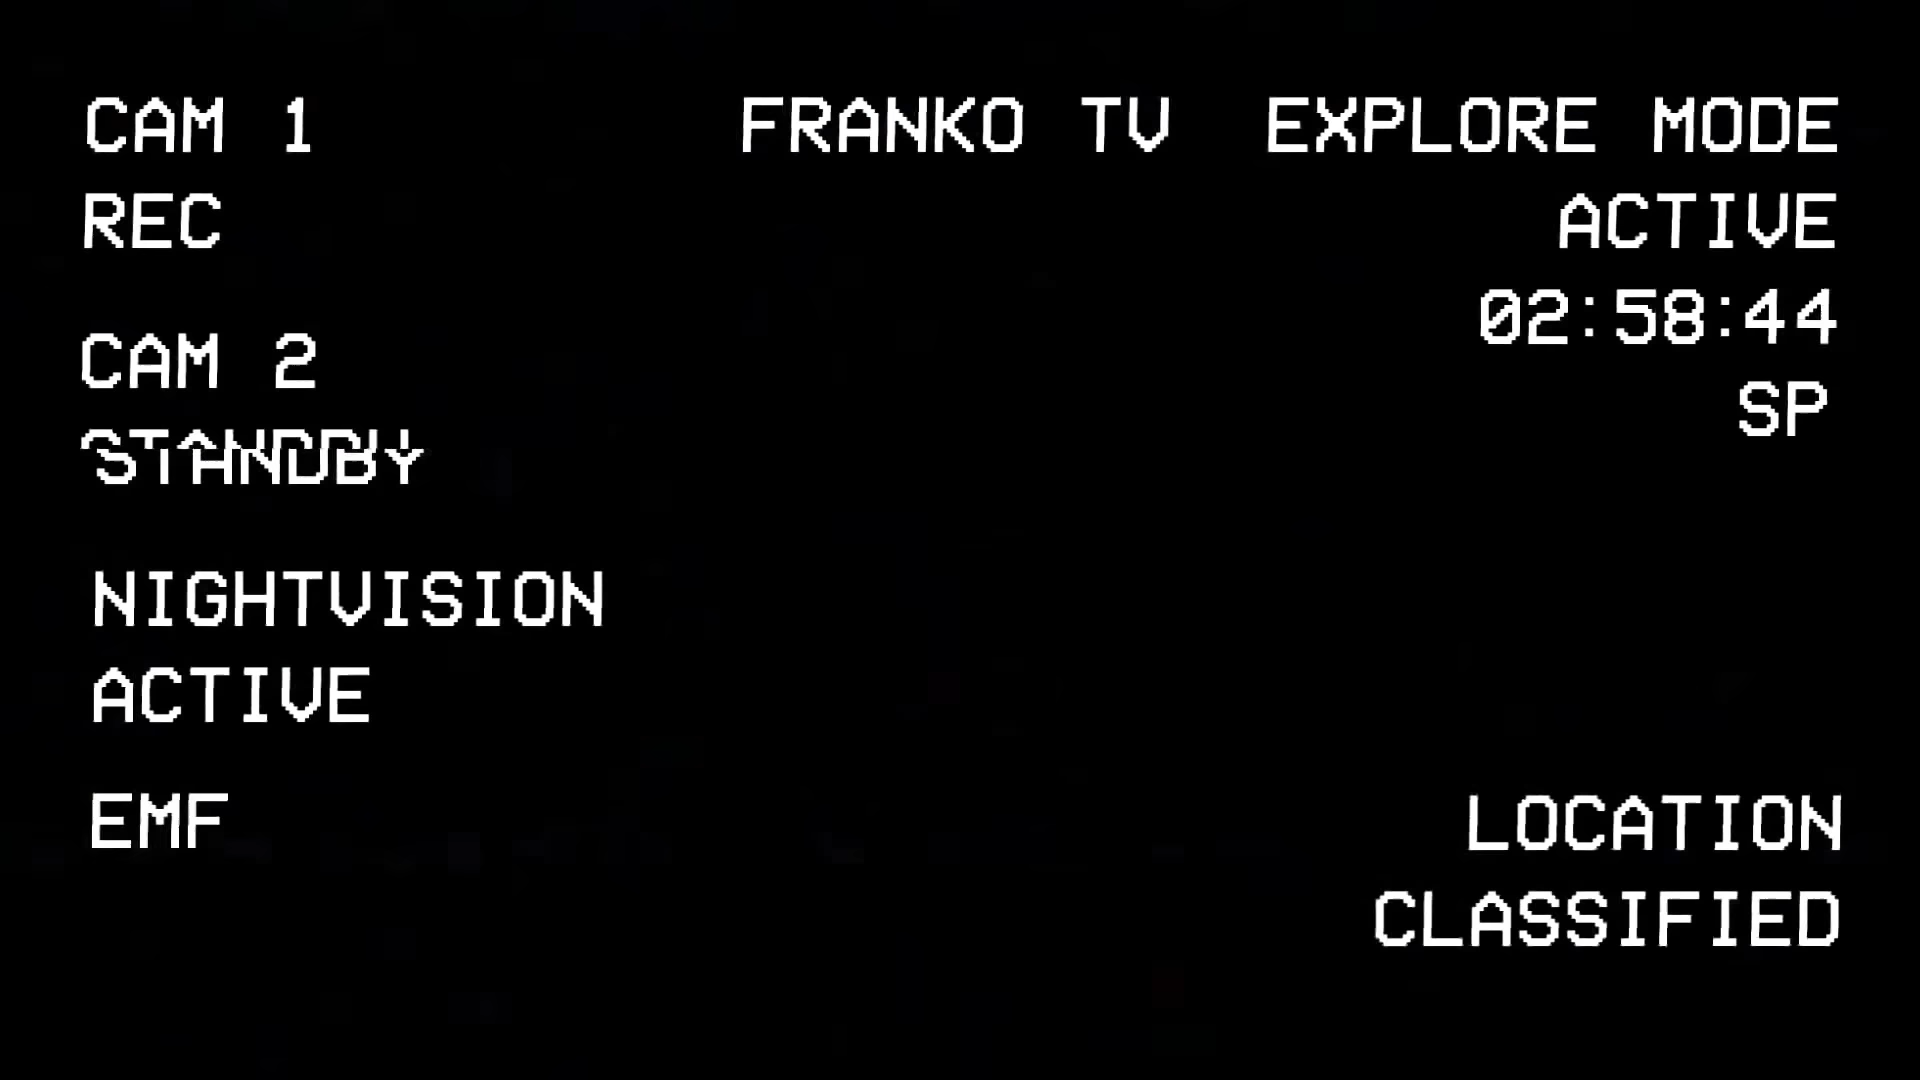 CAM 1
REC
CAM 2
STANDBY
NIGHTVISION
ACTIVE
EMF
FRANKO TV
EXPLORE MODE
ACTIVE
02:58:44
SP
LOCATION
CLASSIFIED